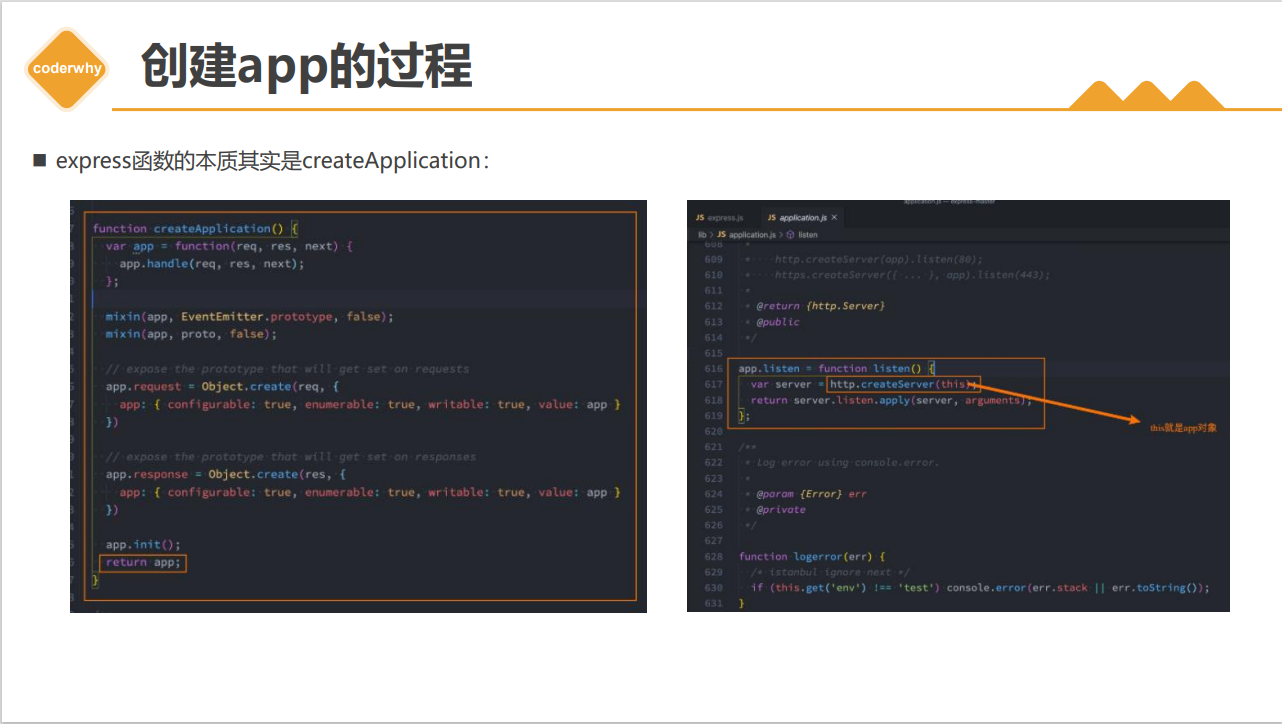 coderwhy
创建app的过程
express函数的本质其实是createApplication：
function createApplication() {
var app = function(req, res, next) {
app.handle(req, res, next);
};
mixin(app, EventEmitter.prototype, false);
mixin(app, proto, false);
// expose the prototype that will get set on requests
app.request = Object.create(req, {
app: { configurable: true, enumerable: true, writable: true, value: app }
})
// expose the prototype that will get set on responses
app.response = Object.create(res, {
app: { configurable: true, enumerable: true, writable: true, value: app }
})
app.init();
return app;
}
application.js — express-master
JS express.js JS application.js ×
lib > JS application.js > listen
608 *
609 * http.createServer(app).listen(80);
610 * https.createServer({ ... }, app).listen(443);
611 *
612 * @return {http.Server}
613 * @public
614 */
615
616 app.listen = function listen() {
617 var server = http.createServer(this);
618 return server.listen.apply(server, arguments);
619 };
this就是app对象
620
621 /**
622 * Log error using console.error.
623 *
624 * @param {Error} err
625 * @private
626 */
627
628 function logerror(err) {
629 /* istanbul ignore next */
630 if (this.get('env') !== 'test') console.error(err.stack || err.toString());
631 }